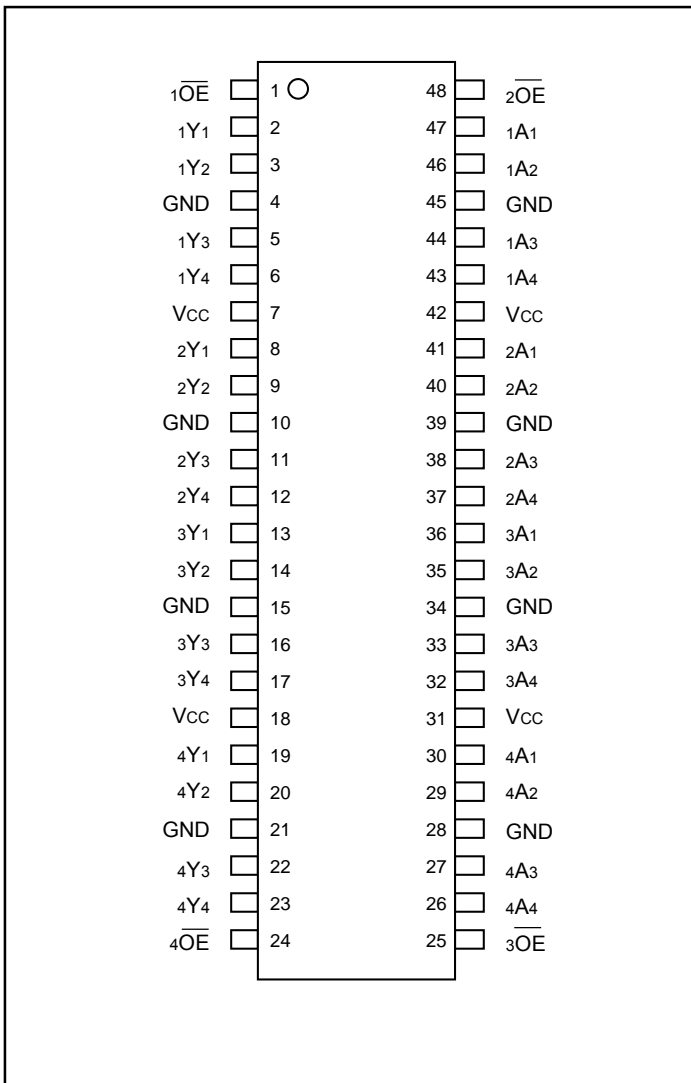 1OE 1 48 2OE
1Y1 2 47 1A1
1Y2 3 46 1A2
GND 4 45 GND
1Y3 5 44 1A3
1Y4 6 43 1A4
VCC 7 42 VCC
2Y1 8 41 2A1
2Y2 9 40 2A2
GND 10 39 GND
2Y3 11 38 2A3
2Y4 12 37 2A4
3Y1 13 36 3A1
3Y2 14 35 3A2
GND 15 34 GND
3Y3 16 33 3A3
3Y4 17 32 3A4
VCC 18 31 VCC
4Y1 19 30 4A1
4Y2 20 29 4A2
GND 21 28 GND
4Y3 22 27 4A3
4Y4 23 26 4A4
4OE 24 25 3OE